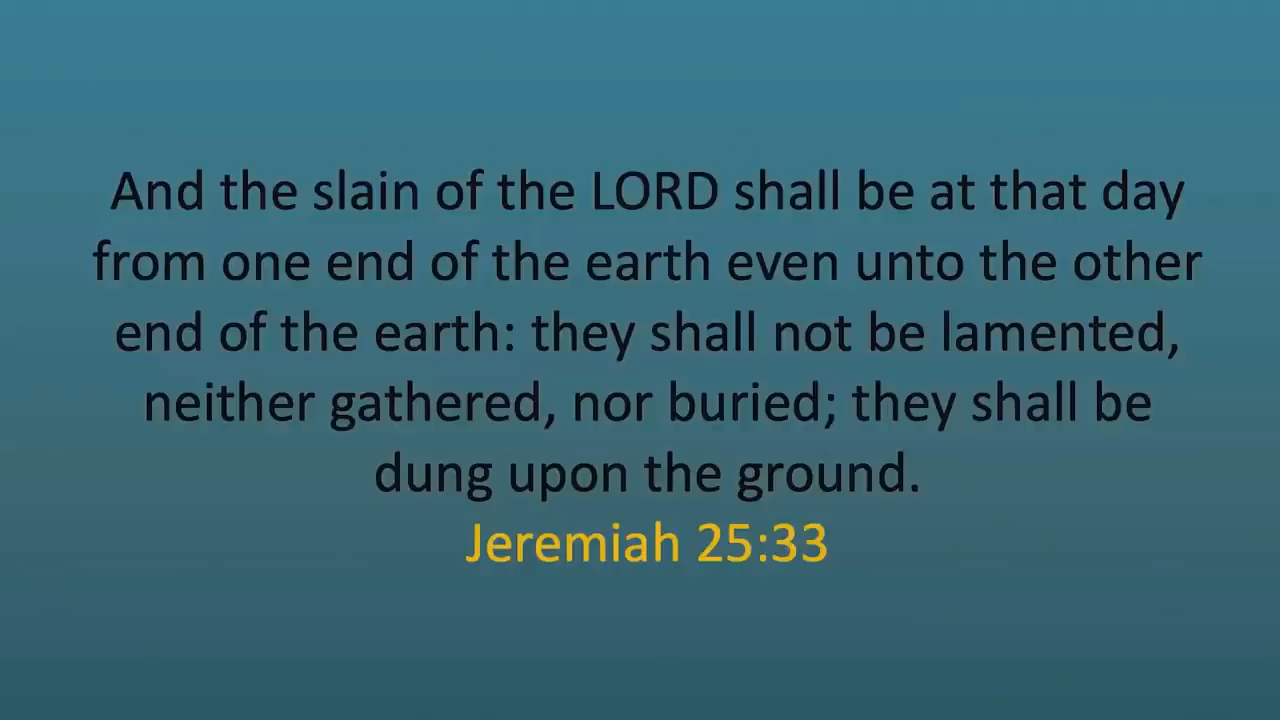 And the slain of the LORD shall be at that day
from one end of the earth even unto the other
end of the earth: they shall not be lamented,
neither gathered, nor buried; they shall be
dung upon the ground.
Jeremiah 25:33